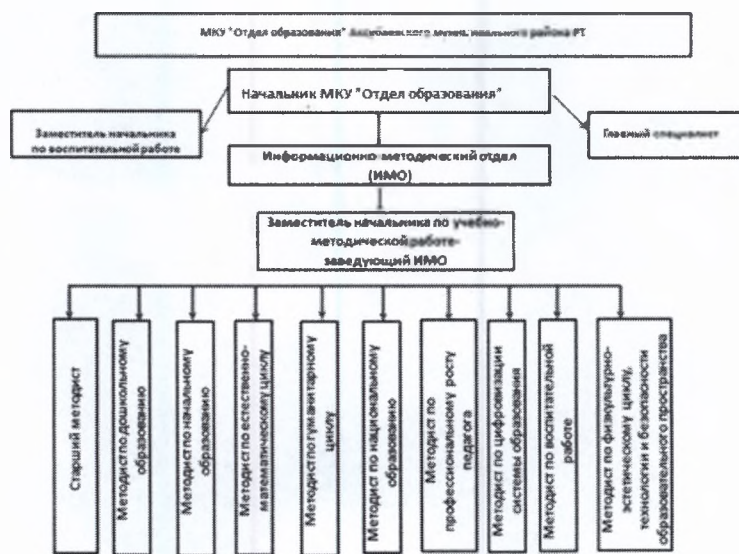 МКУ "Отдел образования" муниципального района РТ
Начальник МКУ "Отдел образования"
Заместитель начальника
по воспитательной работе
Главный специалист
Информационно-методический отдел
(ИМО)
Заместитель начальника по учебно-
методической работе-
заведующий ИМО
Старший методист
Методист по дошкольному
образованию
Методист по начальному
образованию
Методист по естественно-
математическому циклу
Методист по гуманитарному
циклу
Методист по национальному
образованию
Методист по
профессиональному росту
педагога
Методист по цифровизации
системы образования
Методист по воспитательной
работе
Методист по физкультурно-
эстетическому циклу,
технологии и безопасности
образовательного пространства